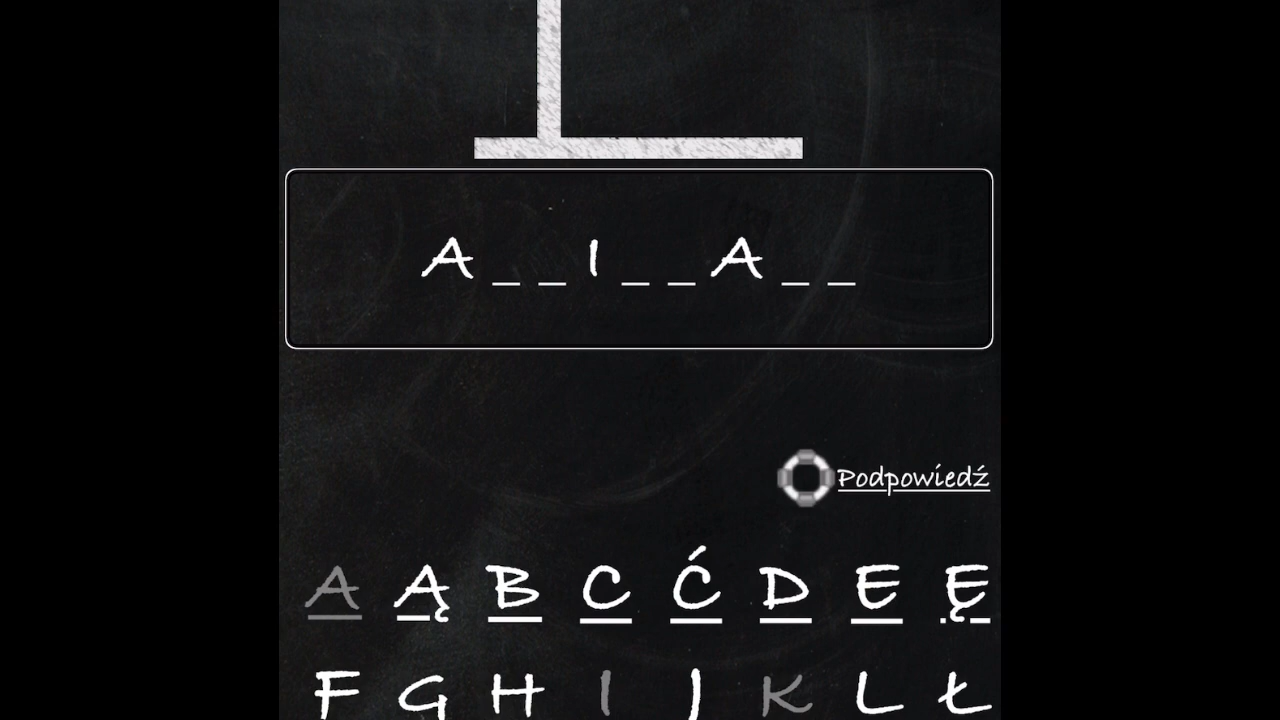 A _ _ I _ _ A _ _
Podpowiedź
A Ą B C Ć D E Ę
F G H I J K L Ł